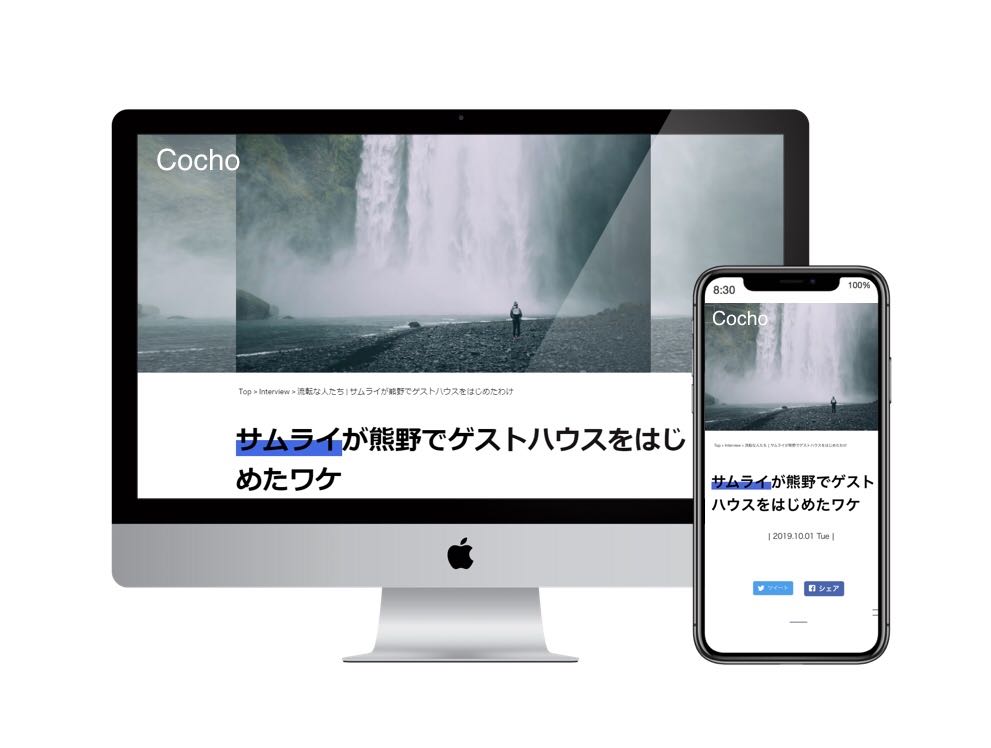 Cocho
Top > Interview > 流転な人たち | サムライが熊野でゲストハウスをはじめたわけ
サムライが熊野でゲストハウスをはじ
めたワケ
8:30
100%
Cocho
Top > Interview > 流転な人たち | サムライが熊野でゲストハウスをはじめたわけ
サムライが熊野でゲスト
ハウスをはじめたワケ
| 2019.10.01 Tue |
ツイート
シェア